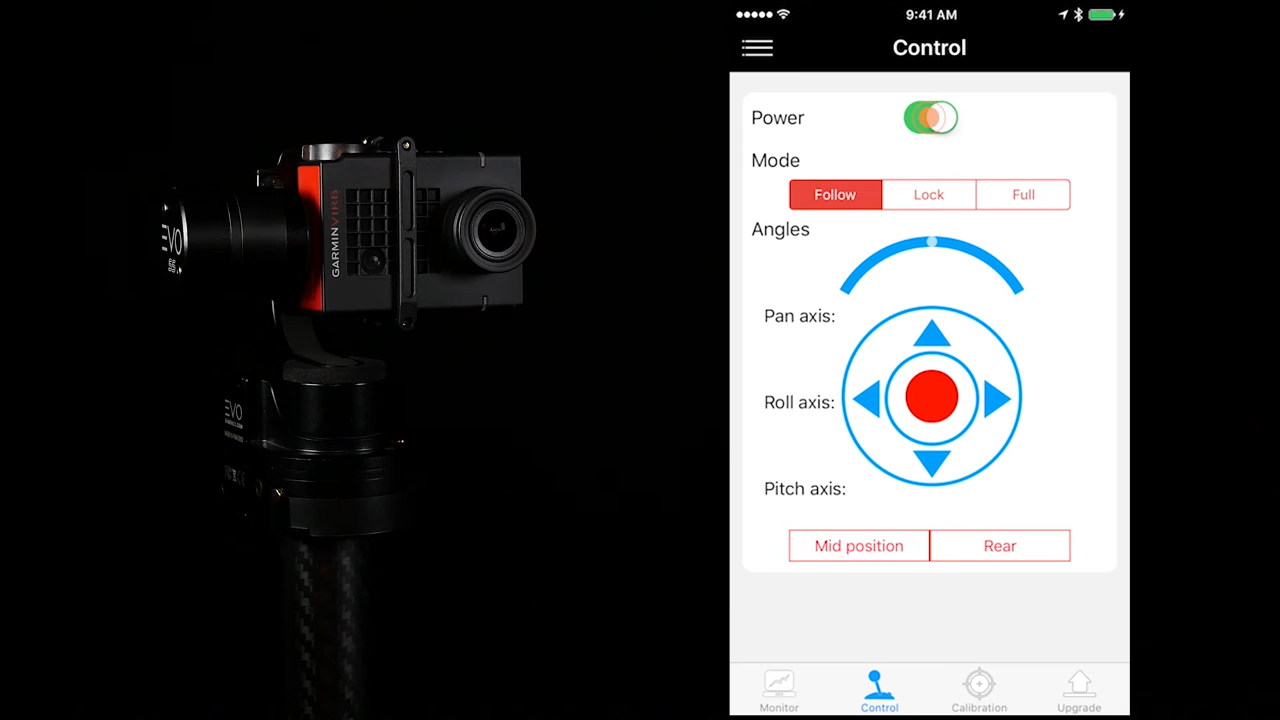 EVO
GARMIN VIRB
EVO
9:41 AM
Control
Power
Mode
Follow
Lock
Full
Angles
Pan axis:
Roll axis:
Pitch axis:
Mid position
Rear
Monitor
Control
Calibration
Upgrade